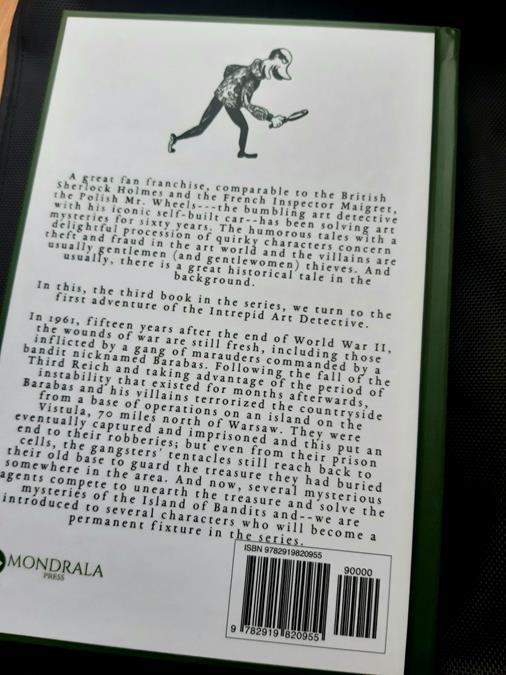 A great fan franchise, comparable to the British
Sherlock Holmes and the French Inspector Maigret,
the Polish Mr. Wheels---the bumbling art detective
with his iconic self-built car--has been solving art
mysteries for sixty years. The humorous tales with a
delightful procession of quirky characters concern
theft and fraud in the art world and the villains are
usually gentlemen (and gentlewomen) thieves. And
usually, there is a great historical tale in the
background.
In this, the third book in the series, we turn to the
first adventure of the Intrepid Art Detective.
In 1961, fifteen years after the end of World War II,
the wounds of war are still fresh, including those
inflicted by a gang of marauders commanded by a
bandit nicknamed Barabas. Following the fall of the
Third Reich and taking advantage of the period of
instability that existed for months afterwards,
Barabas and his villains terrorized the countryside
from a base of operations on an island on the
Vistula, 70 miles north of Warsaw. They were
eventually captured and imprisoned and this put an
end to their robberies; but even from their prison
cells, the gangsters' tentacles still reach back to
their old base to guard the treasure they had buried
somewhere in the area. And now, several mysterious
agents compete to unearth the treasure and solve the
mysteries of the Island of Bandits and--we are
introduced to several characters who will become a
permanent fixture in the series.
MONDRALA
PRESS
ISBN 9782919820955
90000
9 782919 820955